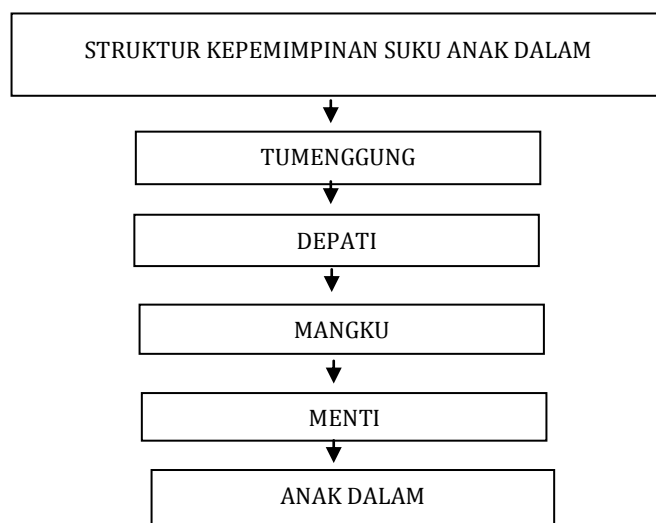 STRUKTUR KEPEMIMPINAN SUKU ANAK DALAM
TUMENGGUNG
DEPATI
MANGKU
MENTI
ANAK DALAM